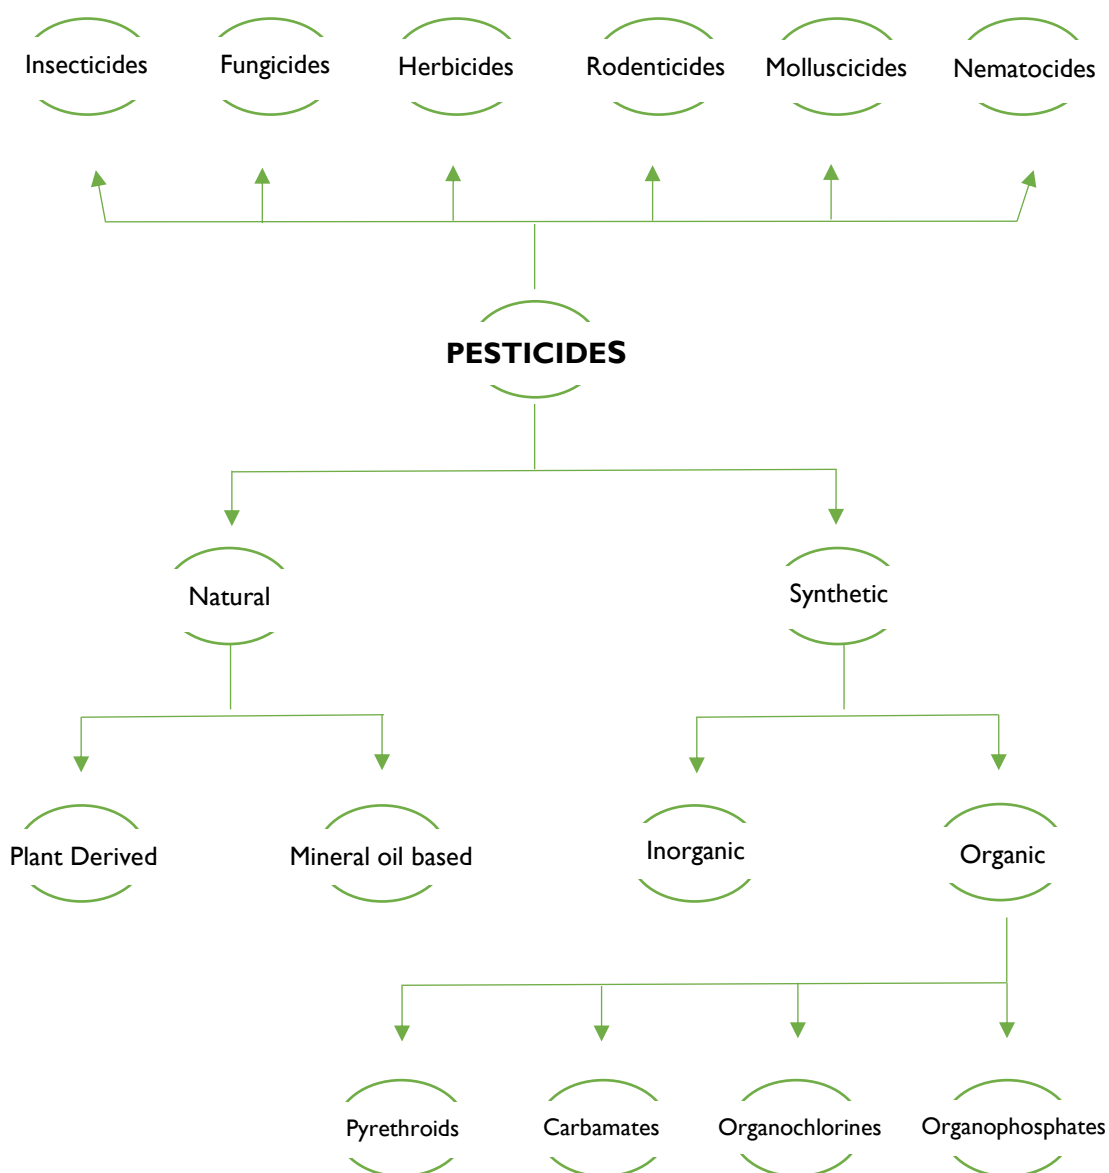 Insecticides
Fungicides
Herbicides
Rodenticides
Molluscicides
Nematocides
PESTICIDES
Natural
Synthetic
Plant Derived
Mineral oil based
Inorganic
Organic
Pyrethroids
Carbamates
Organochlorines
Organophosphates